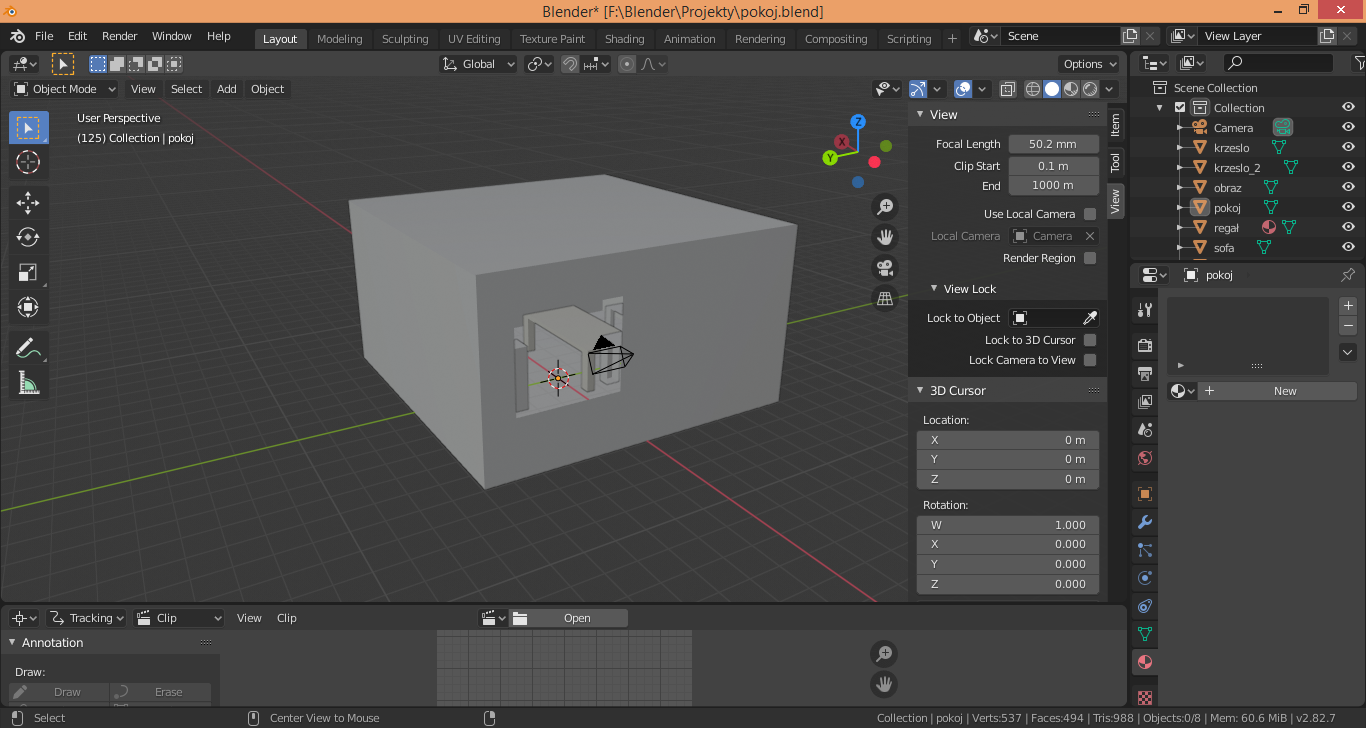 Blender* [F:\Blender\Projekty\pokoj.blend]
File Edit Render Window Help Layout Modeling Sculpting UV Editing Texture Paint Shading Animation Rendering Compositing Scripting + Scene View Layer
Global Options
Object Mode View Select Add Object
User Perspective
(125) Collection | pokoj
Z
X
Y
View
Focal Length 50.2 mm
Clip Start 0.1 m
End 1000 m
Use Local Camera
Local Camera Camera
Render Region
View Lock
Lock to Object
Lock to 3D Cursor
Lock Camera to View
3D Cursor
Location:
X 0 m
Y 0 m
Z 0 m
Rotation:
W 1.000
X 0.000
Y 0.000
Z 0.000
Item
Tool
View
Scene Collection
Collection
Camera
krzeslo
krzeslo_2
obraz
pokoj
regał
sofa
pokoj
New
Tracking Clip View Clip Open
Annotation
Draw:
Draw Erase
Select Center View to Mouse Collection | pokoj | Verts:537 | Faces:494 | Tris:988 | Objects:0/8 | Mem: 60.6 MiB | v2.82.7